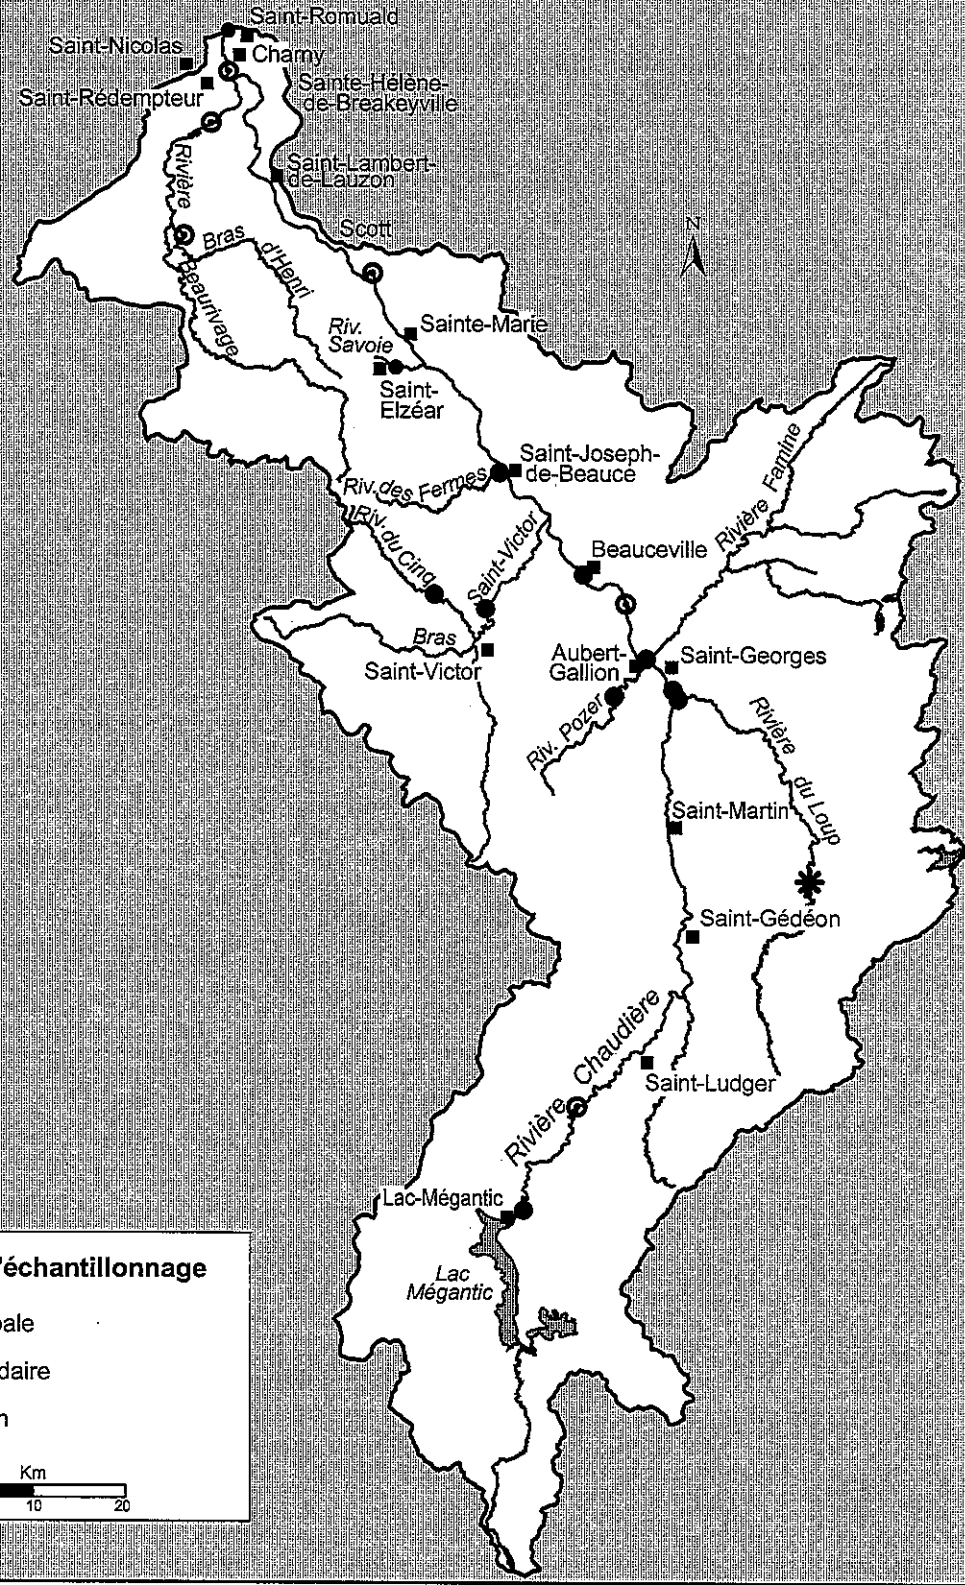 Saint-Romuald
Saint-Nicolas
Charny
Saint-Rédempteur
Sainte-Hélène-
de-Breakeyville
Rivière
Saint-Lambert-
de-Lauzon
Bras
d'Henri
Scott
N
Beaurivage
Riv.
Savoie
Sainte-Marie
Saint-
Elzéar
Saint-Joseph-
de-Beauce
Riv. des Fermes
Rivière Famine
Riv. du Cinq
Saint-Victor
Beauceville
Bras
Saint-Victor
Aubert-
Gallion
Saint-Georges
Riv. Pozer
Rivière
du Loup
Saint-Martin
Saint-Gédéon
Rivière Chaudière
Saint-Ludger
Lac-Mégantic
Lac
Mégantic
'échantillonnage
pale
daire
n
Km
10 20